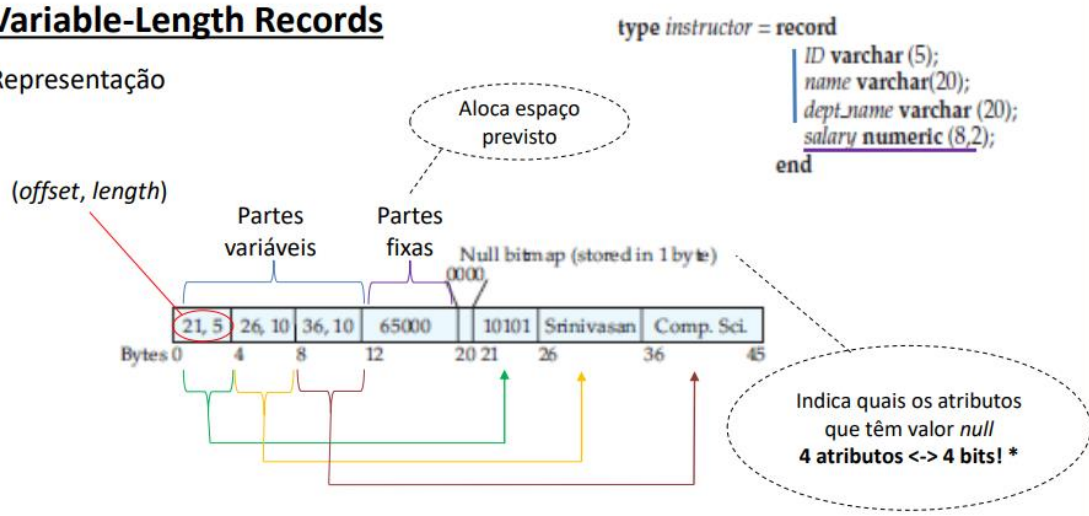 Variable-Length Records
Representação
type instructor = record
ID varchar (5);
name varchar(20);
dept_name varchar (20);
salary numeric (8,2);
end
Aloca espaço
previsto
(offset, length)
Partes
variáveis
Partes
fixas
Null bitmap (stored in 1 byte)
0000
21, 5 26, 10 36, 10 65000 10101 Srinivasan Comp. Sci.
Bytes 0 4 8 12 20 21 26 36 45
Indica quais os atributos
que têm valor null
4 atributos <-> 4 bits! *